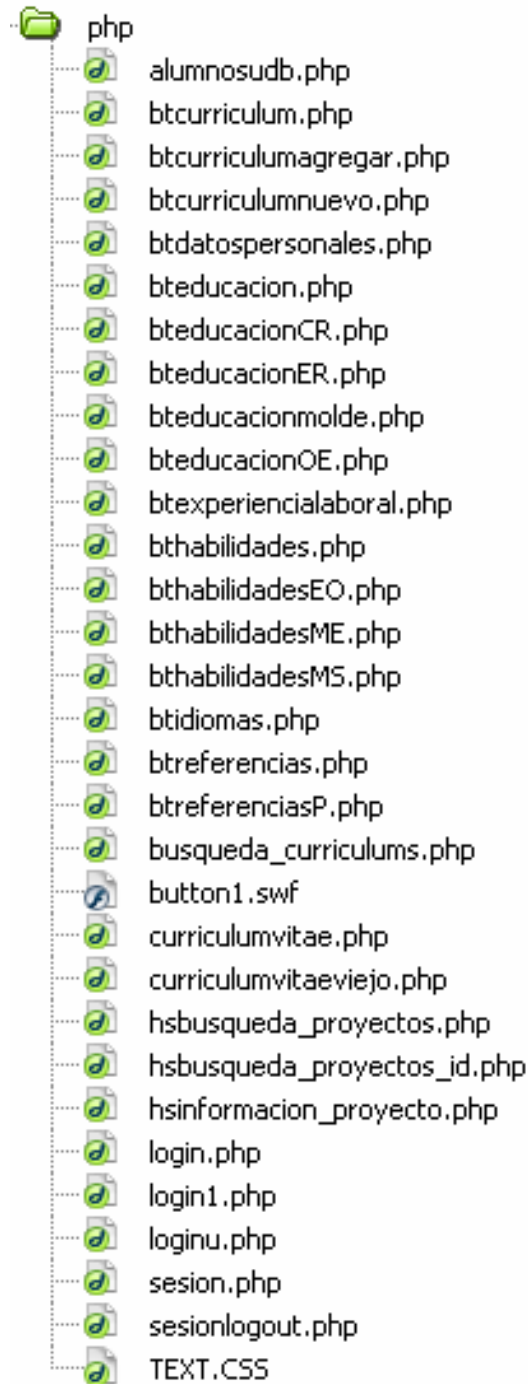 php
alumnosudb.php
btcurriculum.php
btcurriculumagregar.php
btcurriculumnuevo.php
btdatospersonales.php
bteducacion.php
bteducacionCR.php
bteducacionER.php
bteducacionmolde.php
bteducacionOE.php
btexperiencialaboral.php
bthabilidades.php
bthabilidadesEO.php
bthabilidadesME.php
bthabilidadesMS.php
btidiomas.php
btreferencias.php
btreferenciasP.php
busqueda_curriculums.php
button1.swf
curriculumvitae.php
curriculumvitaeviejo.php
hsbusqueda_proyectos.php
hsbusqueda_proyectos_id.php
hsinformacion_proyecto.php
login.php
login1.php
loginu.php
sesion.php
sesionlogout.php
TEXT.CSS